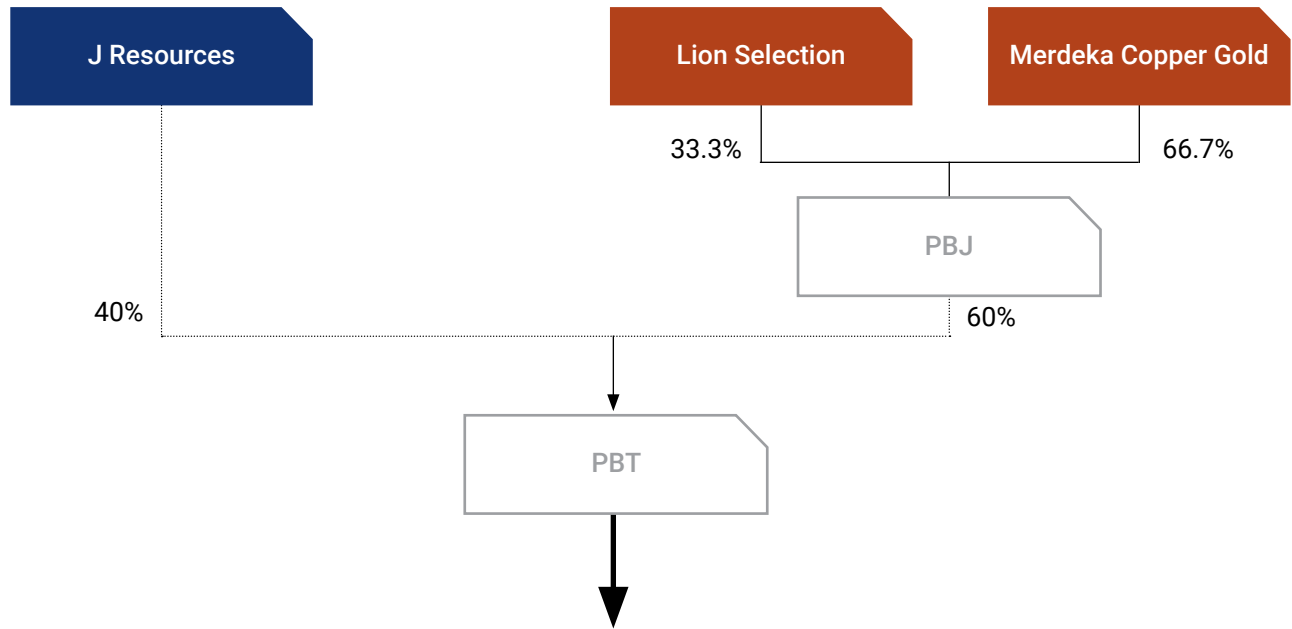 J Resources
Lion Selection
Merdeka Copper Gold
33.3%
66.7%
PBJ
40%
60%
PBT